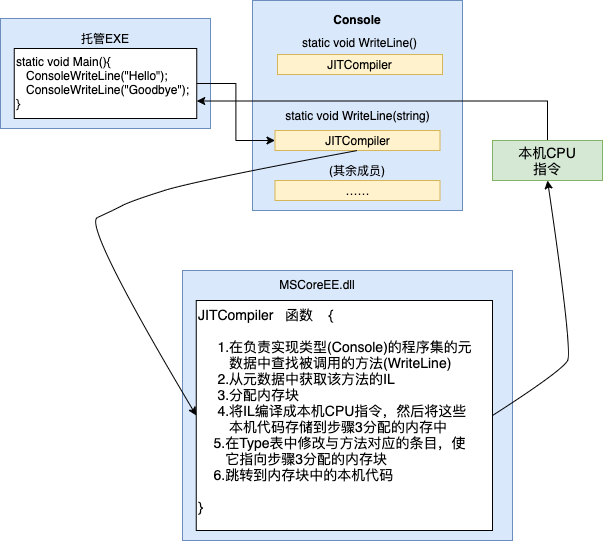 托管EXE
static void Main(){
ConsoleWriteLine("Hello");
ConsoleWriteLine("Goodbye");
}
Console
static void WriteLine()
JITCompiler
static void WriteLine(string)
JITCompiler
(其余成员)
……
本机CPU
指令
MSCoreEE.dll
JITCompiler 函数 {
1.在负责实现类型(Console)的程序集的元
数据中查找被调用的方法(WriteLine)
2.从元数据中获取该方法的IL
3.分配内存块
4.将IL编译成本机CPU指令，然后将这些
本机代码存储到步骤3分配的内存中
5.在Type表中修改与方法对应的条目，使
它指向步骤3分配的内存块
6.跳转到内存块中的本机代码
}